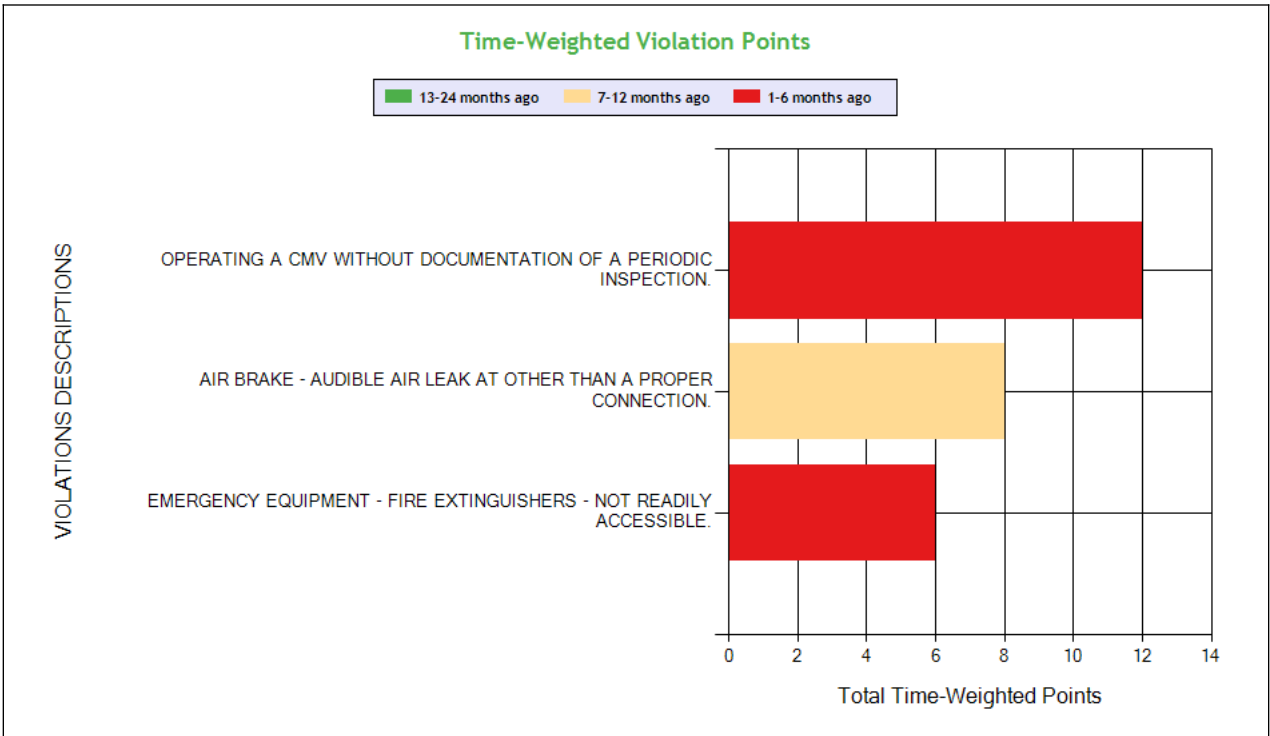 Time-Weighted Violation Points
13-24 months ago 7-12 months ago 1-6 months ago
VIOLATIONS DESCRIPTIONS
OPERATING A CMV WITHOUT DOCUMENTATION OF A PERIODIC
INSPECTION.
AIR BRAKE - AUDIBLE AIR LEAK AT OTHER THAN A PROPER
CONNECTION.
EMERGENCY EQUIPMENT - FIRE EXTINGUISHERS - NOT READILY
ACCESSIBLE.
0 2 4 6 8 10 12 14
Total Time-Weighted Points